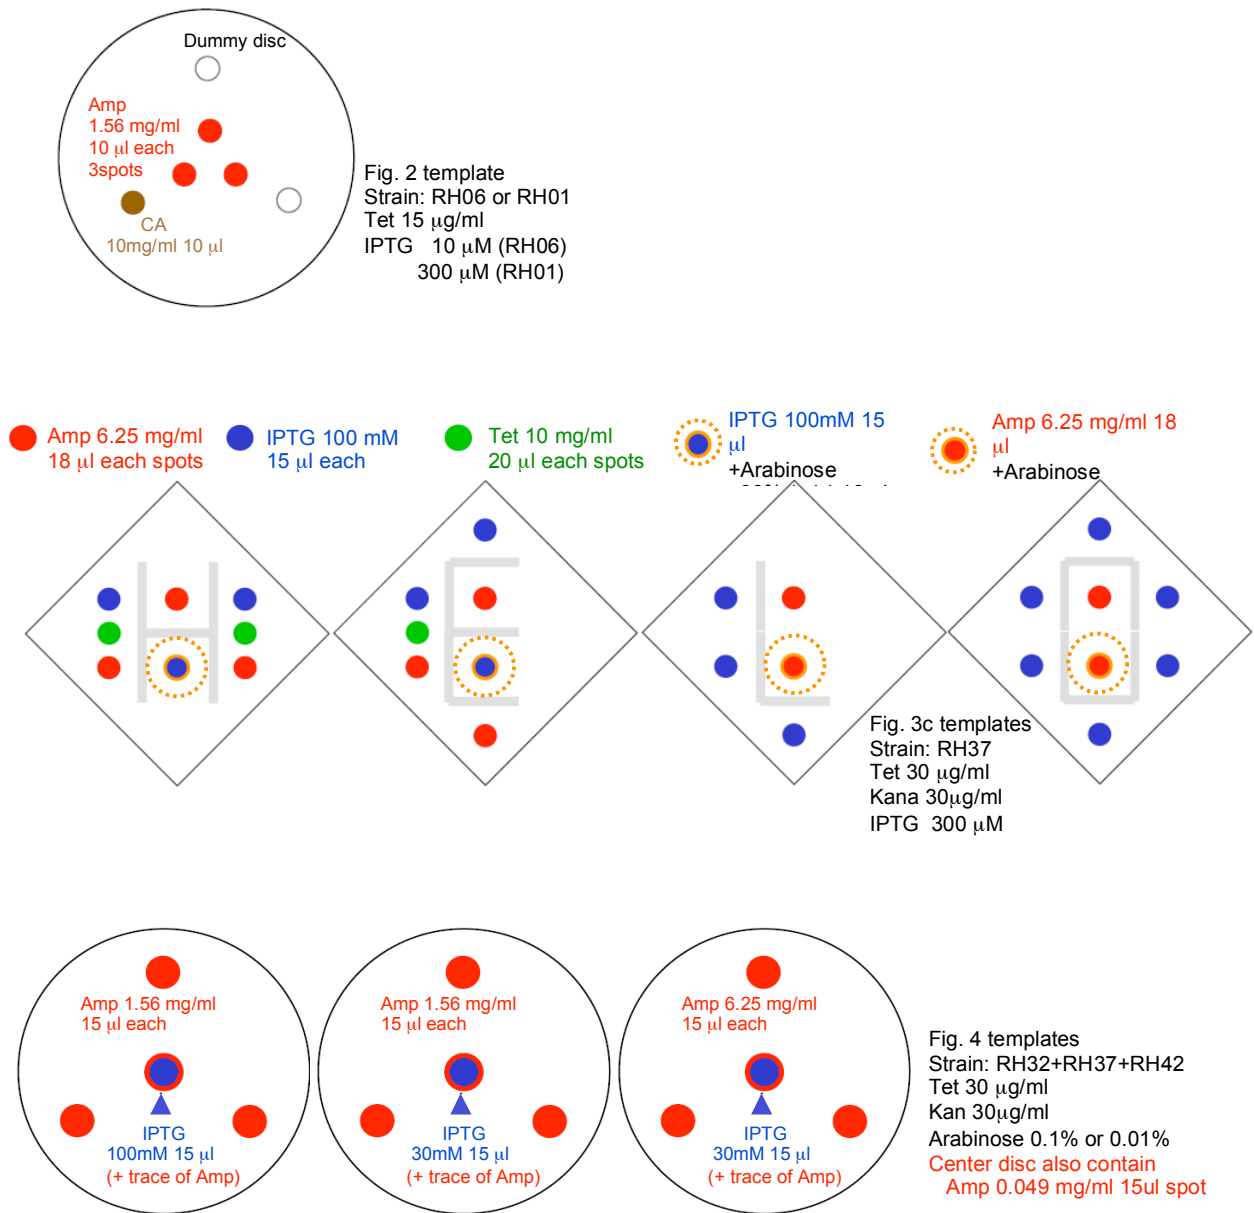 Dummy disc
Amp
1.56 mg/ml
10 μl each
3spots
CA
10mg/ml 10 μl
Fig. 2 template
Strain: RH06 or RH01
Tet 15 μg/ml
IPTG 10 μM (RH06)
300 μM (RH01)
Amp 6.25 mg/ml
18 μl each spots
IPTG 100 mM
15 μl each
Tet 10 mg/ml
20 μl each spots
IPTG 100mM 15
μl
+Arabinose
Amp 6.25 mg/ml 18
μl
+Arabinose
Fig. 3c templates
Strain: RH37
Tet 30 μg/ml
Kana 30μg/ml
IPTG 300 μM
Amp 1.56 mg/ml
15 μl each
IPTG
100mM 15 μl
(+ trace of Amp)
Amp 1.56 mg/ml
15 μl each
IPTG
30mM 15 μl
(+ trace of Amp)
Amp 6.25 mg/ml
15 μl each
IPTG
30mM 15 μl
(+ trace of Amp)
Fig. 4 templates
Strain: RH32+RH37+RH42
Tet 30 μg/ml
Kan 30μg/ml
Arabinose 0.1% or 0.01%
Center disc also contain
Amp 0.049 mg/ml 15ul spot